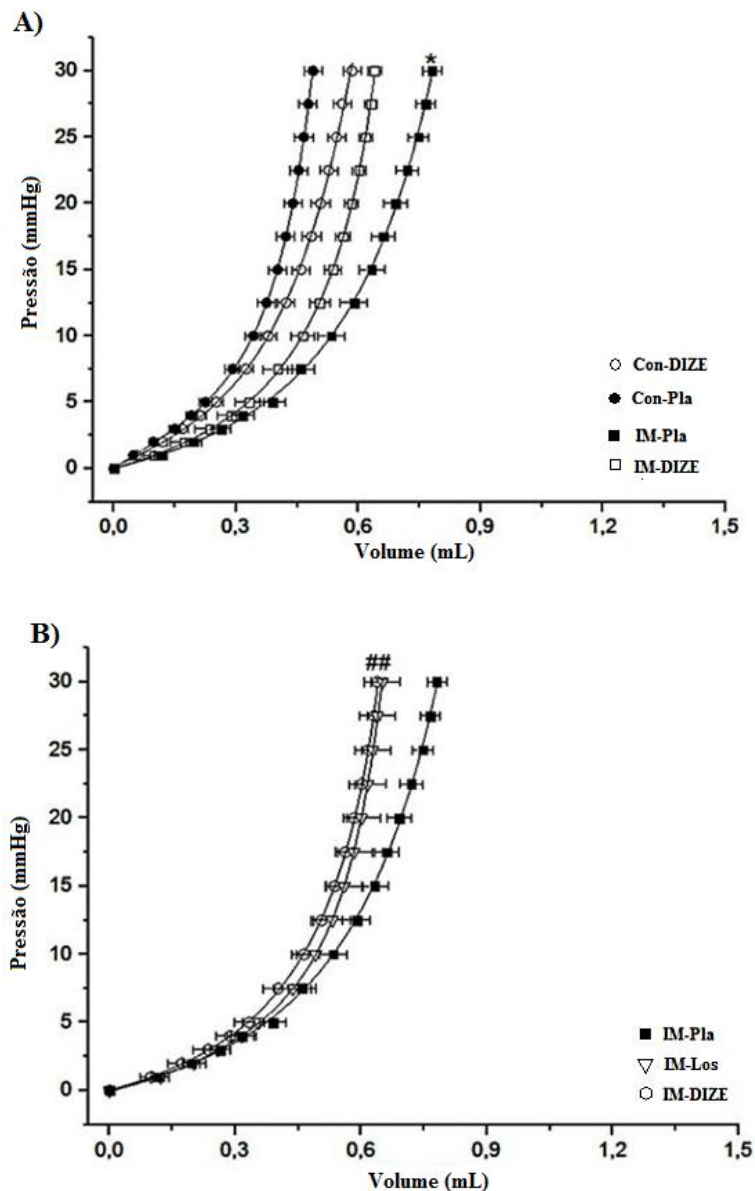 A)
*
30
25
20
15
10
5
0
Pressão (mmHg)
Con-DIZE
Con-Pla
IM-Pla
IM-DIZE
0,0 0,3 0,6 0,9 1,2 1,5
Volume (mL)
B)
##
30
25
20
15
10
5
0
Pressão (mmHg)
IM-Pla
IM-Los
IM-DIZE
0,0 0,3 0,6 0,9 1,2 1,5
Volume (mL)